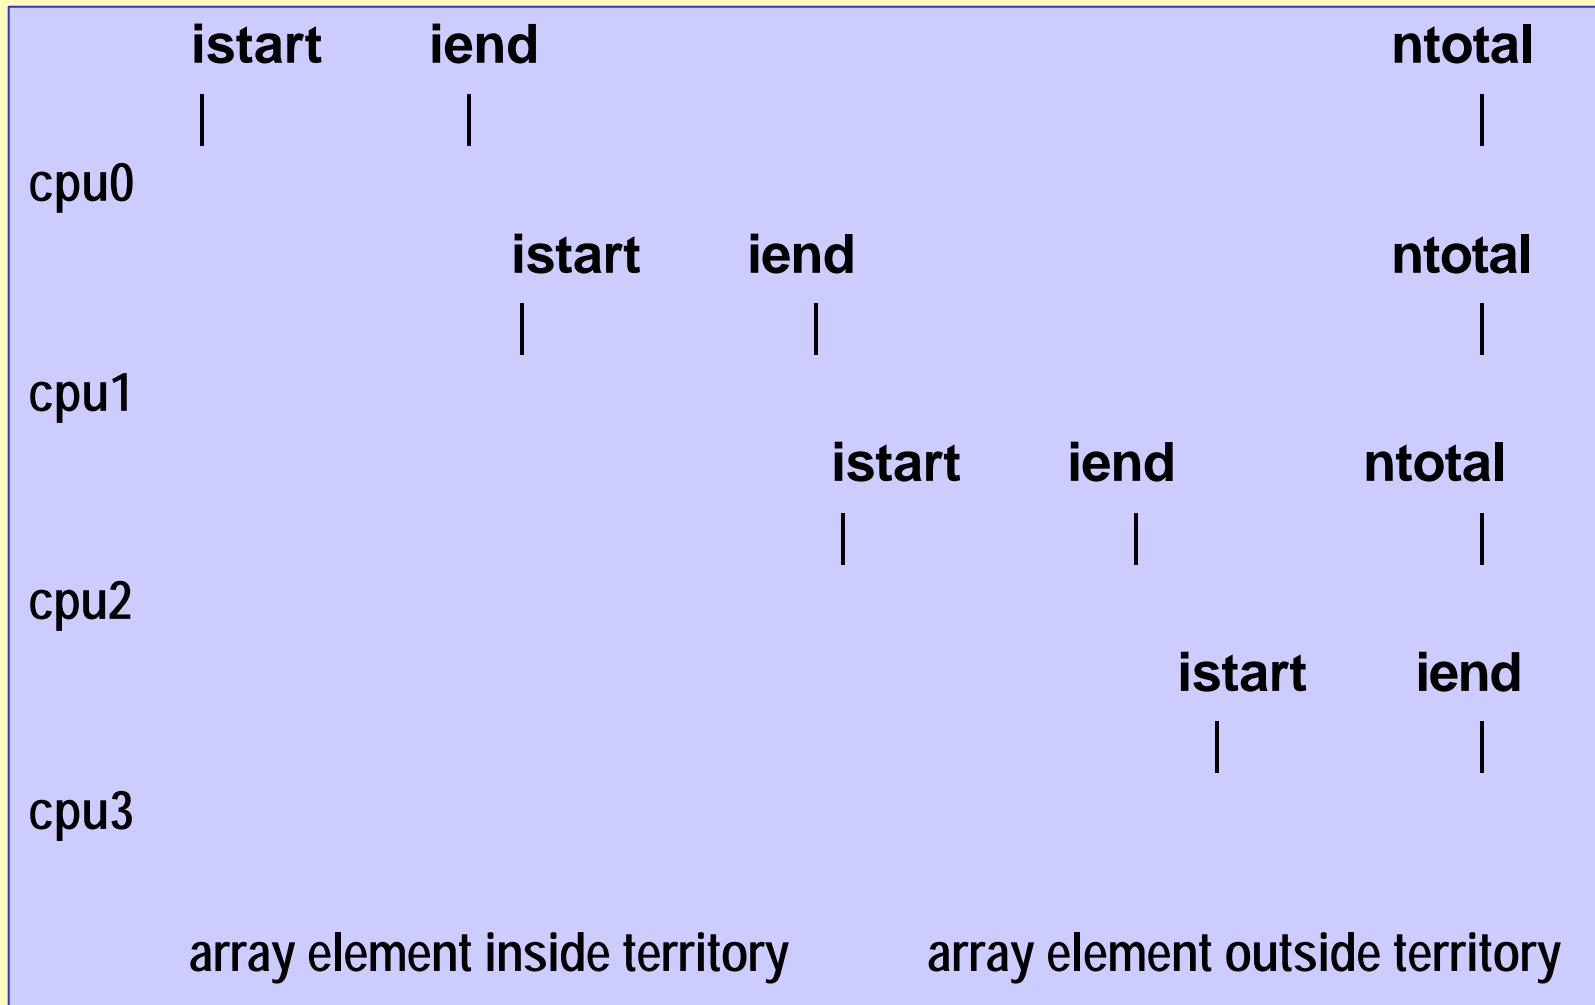 istart iend ntotal
cpu0
istart iend ntotal
cpu1
istart iend ntotal
cpu2
istart iend
cpu3
array element inside territory array element outside territory